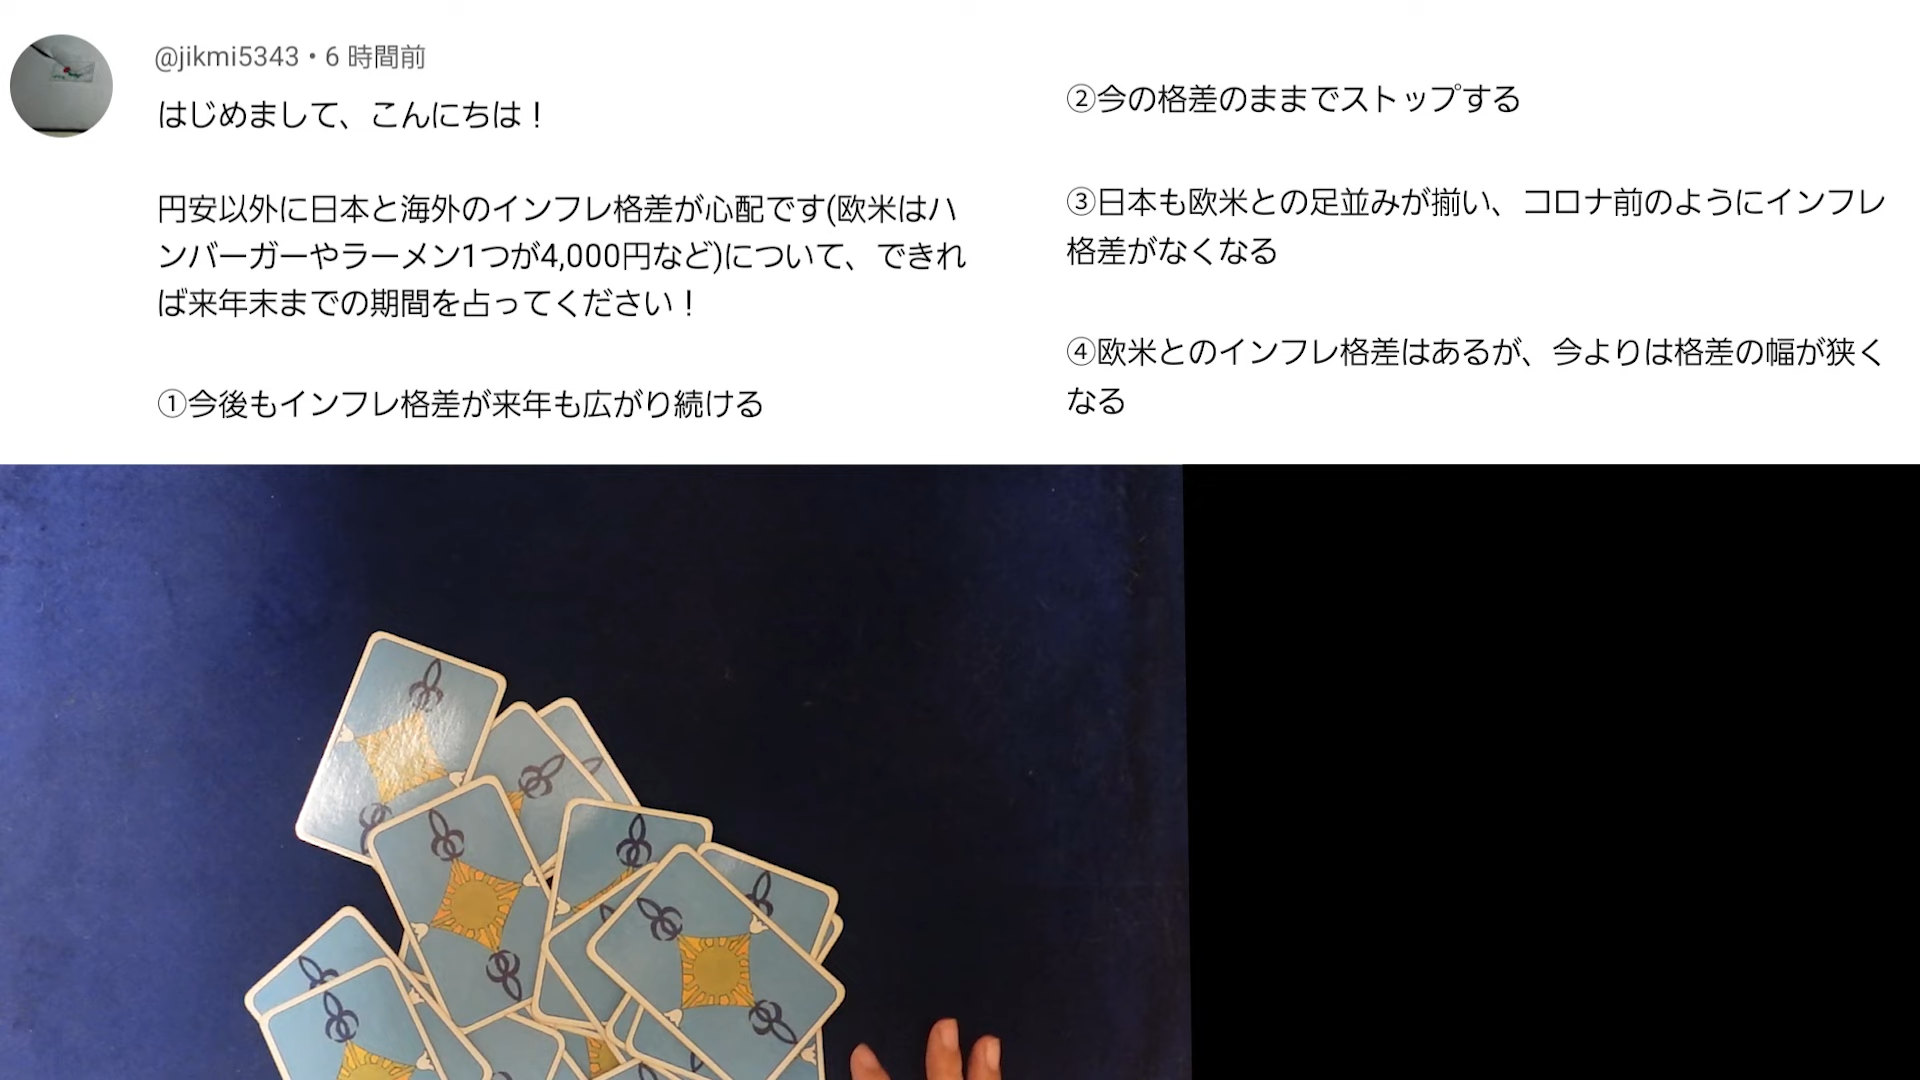 @jikmi5343・6 時間前
はじめまして、こんにちは！
円安以外に日本と海外のインフレ格差が心配です(欧米はハ
ンバーガーやラーメン1つが4,000円など)について、できれ
ば来年末までの期間を占ってください！
①今後もインフレ格差が来年も広がり続ける
②今の格差のままでストップする
③日本も欧米との足並みが揃い、コロナ前のようにインフレ
格差がなくなる
④欧米とのインフレ格差はあるが、今よりは格差の幅が狭く
なる